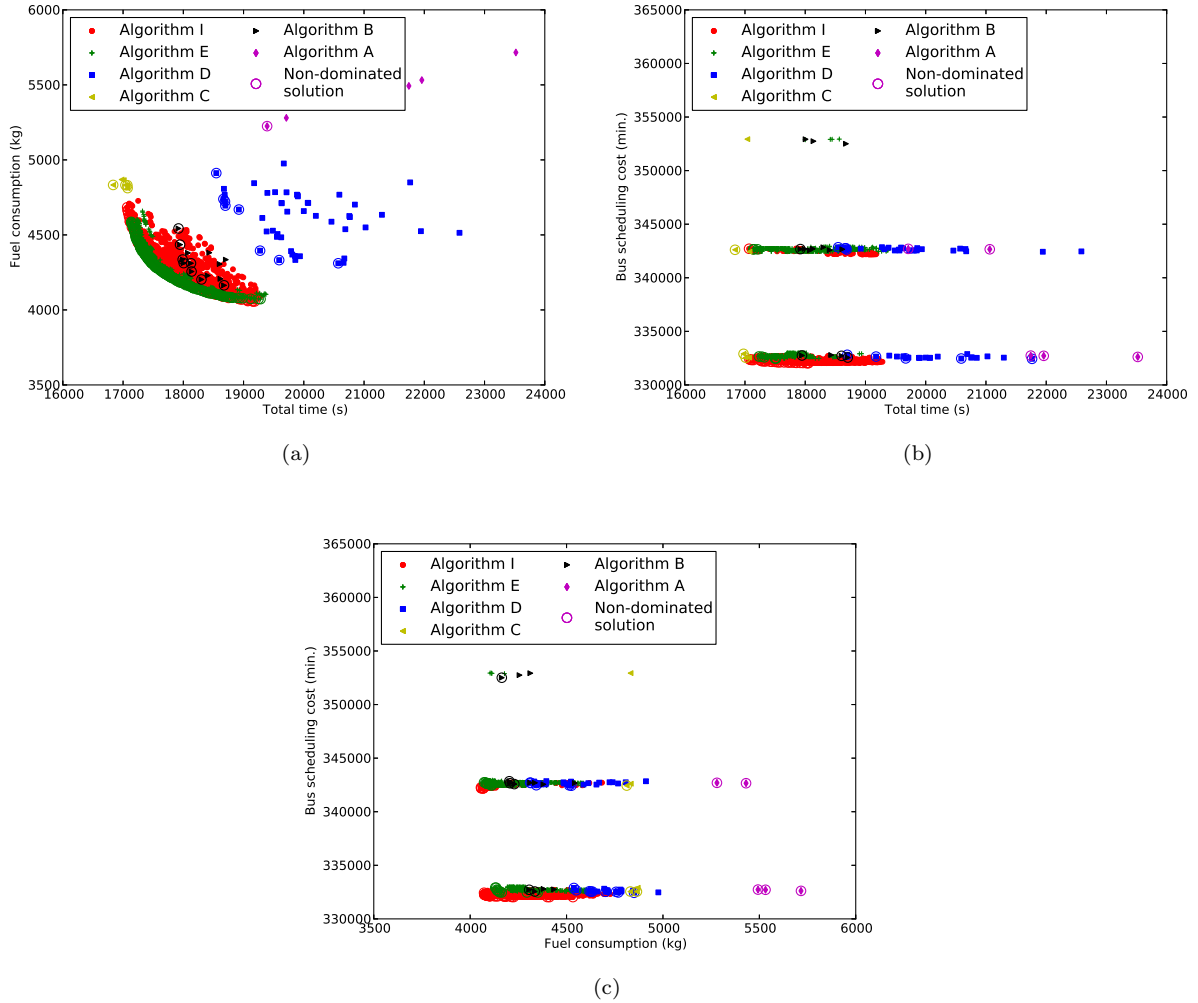 6000
5500
5000
4500
4000
3500
Fuel consumption (kg)
Algorithm I
Algorithm E
Algorithm D
Algorithm C
Algorithm B
Algorithm A
Non-dominated
solution
16000 17000 18000 19000 20000 21000 22000 23000 24000
Total time (s)
(a)
365000
360000
355000
350000
345000
340000
335000
330000
Bus scheduling cost (min.)
Algorithm I
Algorithm E
Algorithm D
Algorithm C
Algorithm B
Algorithm A
Non-dominated
solution
16000 17000 18000 19000 20000 21000 22000 23000 24000
Total time (s)
(b)
365000
360000
355000
350000
345000
340000
335000
330000
Bus scheduling cost (min.)
Algorithm I
Algorithm E
Algorithm D
Algorithm C
Algorithm B
Algorithm A
Non-dominated
solution
3500 4000 4500 5000 5500 6000
Fuel consumption (kg)
(c)